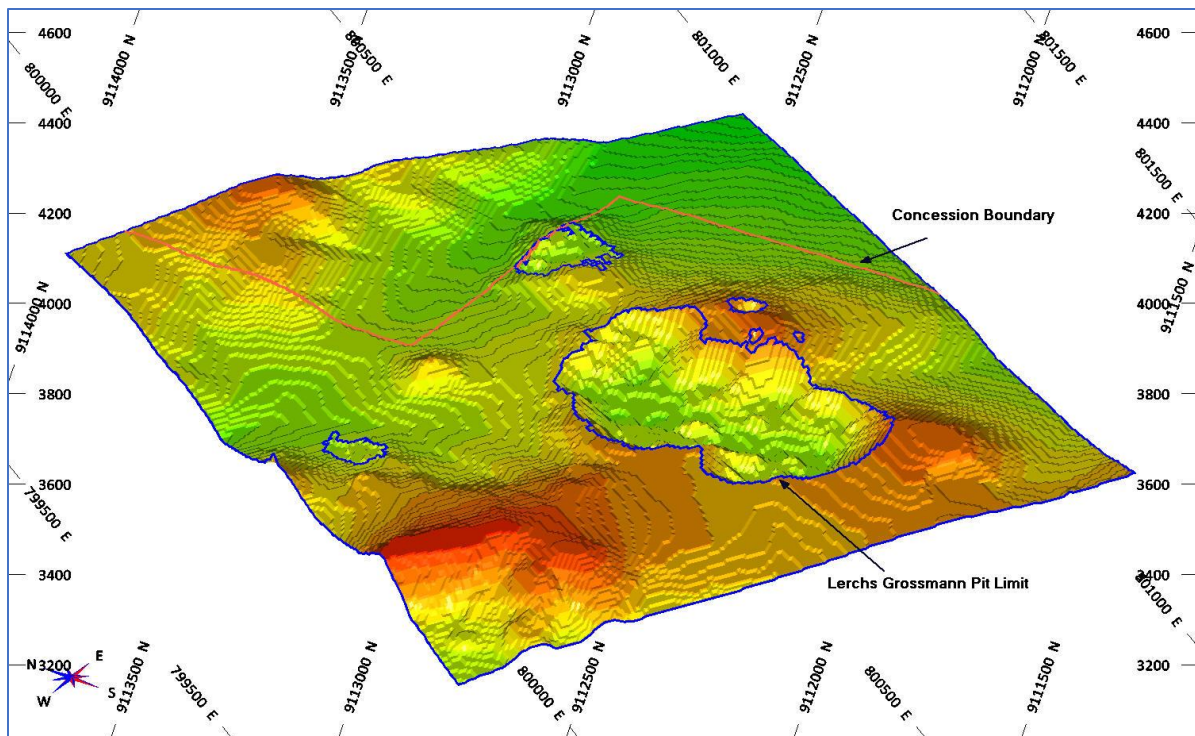 4600
9114000 N
800500 E
9113500 N
9113000 N
801000 E
9112500 N
801500 E
9112000 N
4600
800000 E
4400
4400
801500 E
4200
4200
Concession Boundary
9114000 N
4000
4000
9111500 N
3800
3800
3600
3600
799500 E
3400
Lerchs Grossmann Pit Limit
3400
801000 E
3200
N
E
W
S
9113500 N
799500 E
9113000 N
800000 E
9112500 N
9112000 N
800500 E
9111500 N
3200